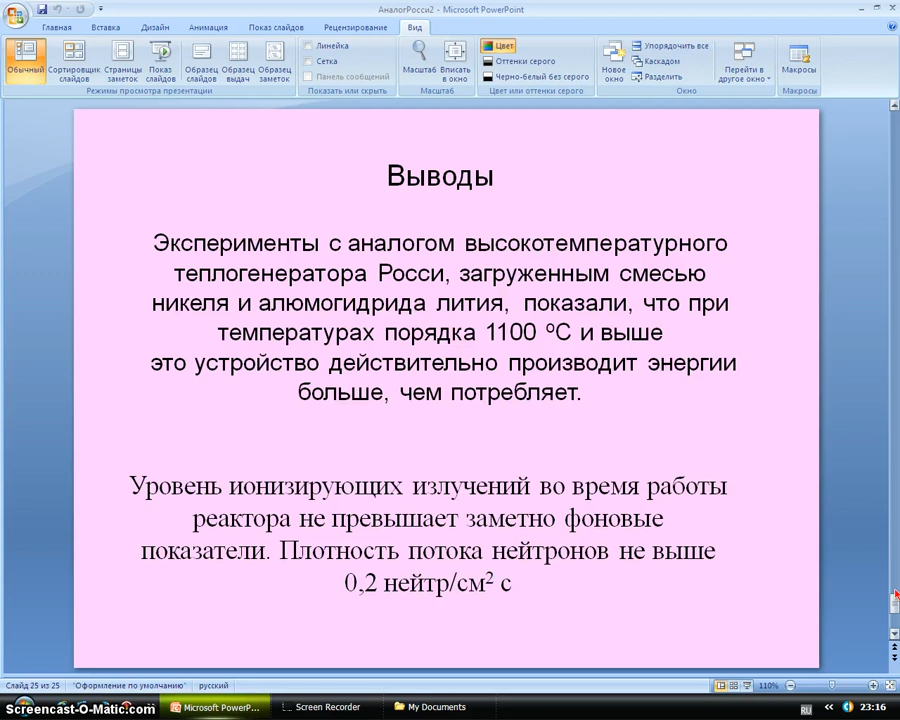 АналогРосси2 - Microsoft PowerPoint
Главная Вставка Дизайн Анимация Показ слайдов Рецензирование Вид
Обычный
Сортировщик слайдов
Страницы заметок
Показ слайдов
Образец слайдов
Образец выдач
Образец заметок
Режимы просмотра презентации
Линейка
Сетка
Панель сообщений
Показать или скрыть
Масштаб
Вписать в окно
Масштаб
Цвет
Оттенки серого
Черно-белый без серого
Цвет или оттенки серого
Новое окно
Упорядочить все
Каскадом
Разделить
Перейти в другое окно
Окно
Макросы
Макросы
Выводы
Эксперименты с аналогом высокотемпературного
теплогенератора Росси, загруженным смесью
никеля и алюмогидрида лития, показали, что при
температурах порядка 1100 ºС и выше
это устройство действительно производит энергии
больше, чем потребляет.
Уровень ионизирующих излучений во время работы
реактора не превышает заметно фоновые
показатели. Плотность потока нейтронов не выше
0,2 нейтр/см² с
Слайд 25 из 25 "Оформление по умолчанию" русский 110%
Screencast-O-Matic.com Microsoft PowerP... Screen Recorder My Documents RU 23:16